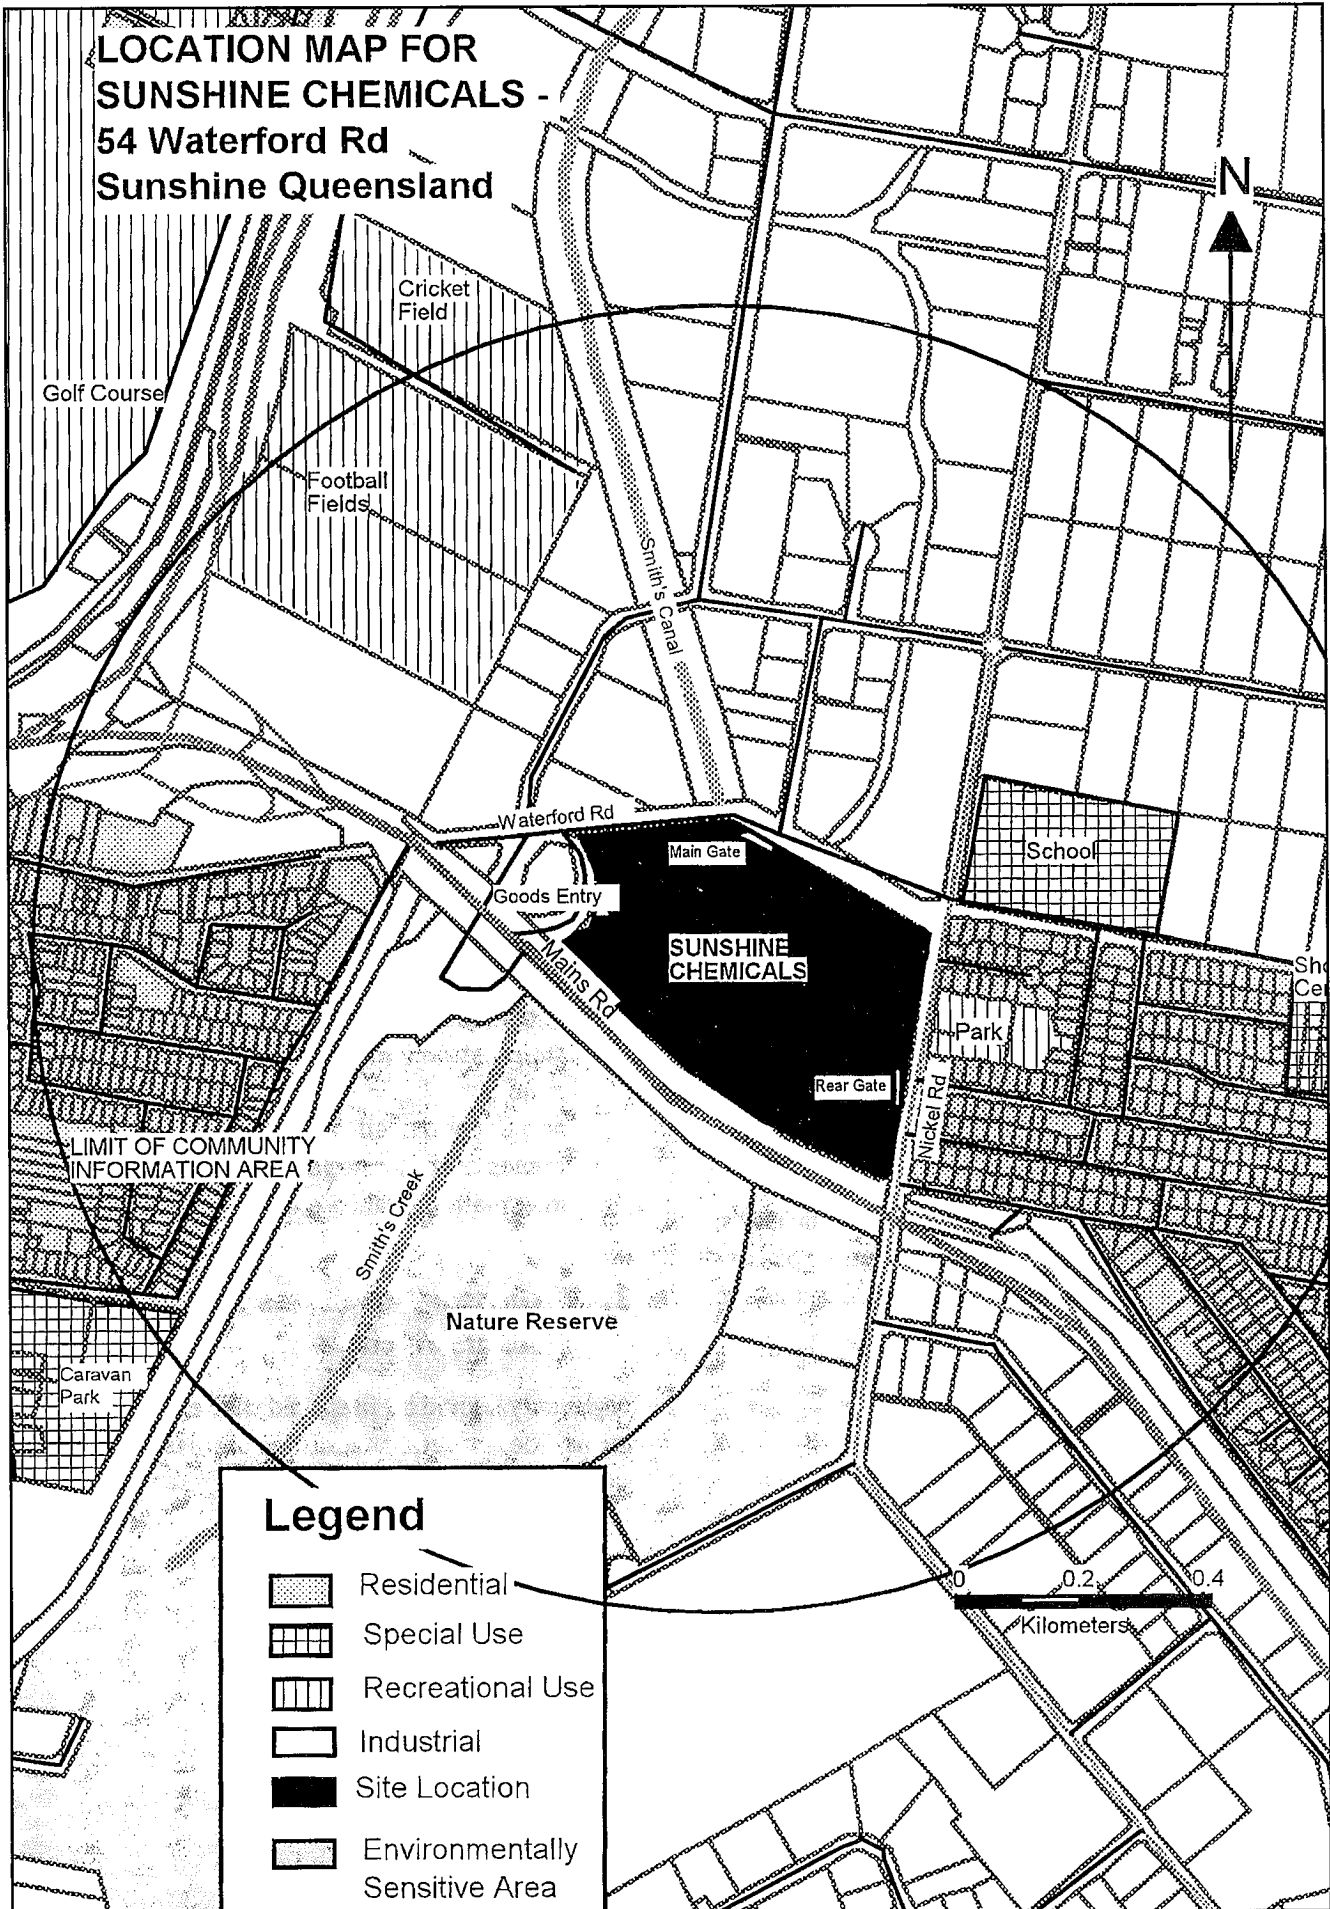 LOCATION MAP FOR
SUNSHINE CHEMICALS -
54 Waterford Rd
Sunshine Queensland
N
Cricket
Field
Golf Course
Football
Fields
Smith's Canal
Waterford Rd
Main Gate
School
Goods Entry
SUNSHINE
CHEMICALS
Mains Rd
Sho
Cen
Park
Rear Gate
Nickel Rd
LIMIT OF COMMUNITY
INFORMATION AREA
Smith's Creek
Nature Reserve
Caravan
Park
Legend
Residential
Special Use
Recreational Use
Industrial
Site Location
Environmentally
Sensitive Area
0 0.2 0.4
Kilometers